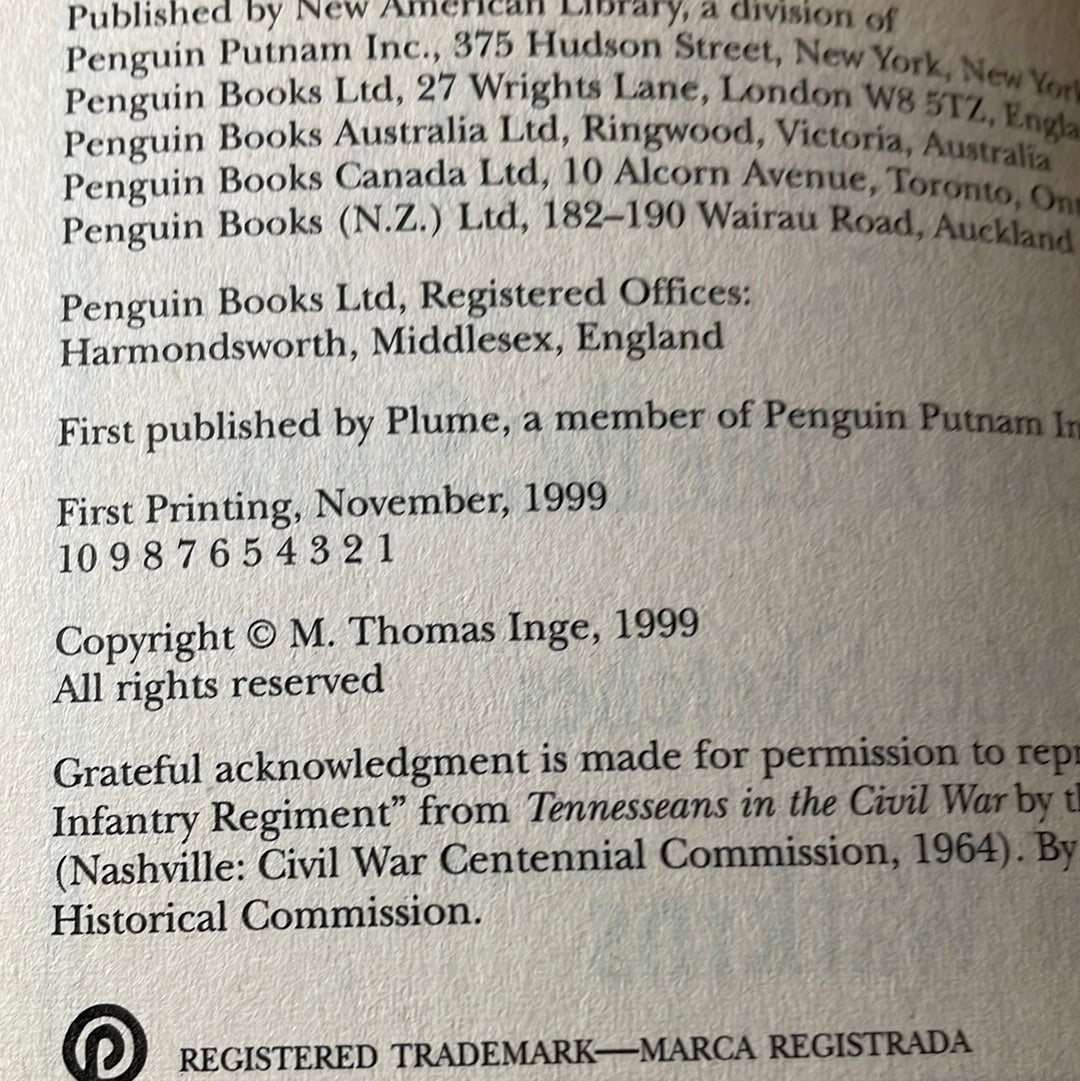 Published by New American Library, a division of
Penguin Putnam Inc., 375 Hudson Street, New York, New York
Penguin Books Ltd, 27 Wrights Lane, London W8 5TZ, Engla
Penguin Books Australia Ltd, Ringwood, Victoria, Australia
Penguin Books Canada Ltd, 10 Alcorn Avenue, Toronto, Ont
Penguin Books (N.Z.) Ltd, 182–190 Wairau Road, Auckland
Penguin Books Ltd, Registered Offices:
Harmondsworth, Middlesex, England
First published by Plume, a member of Penguin Putnam In
First Printing, November, 1999
10 9 8 7 6 5 4 3 2 1
Copyright © M. Thomas Inge, 1999
All rights reserved
Grateful acknowledgment is made for permission to repr
Infantry Regiment” from Tennesseans in the Civil War by th
(Nashville: Civil War Centennial Commission, 1964). By
Historical Commission.
REGISTERED TRADEMARK—MARCA REGISTRADA